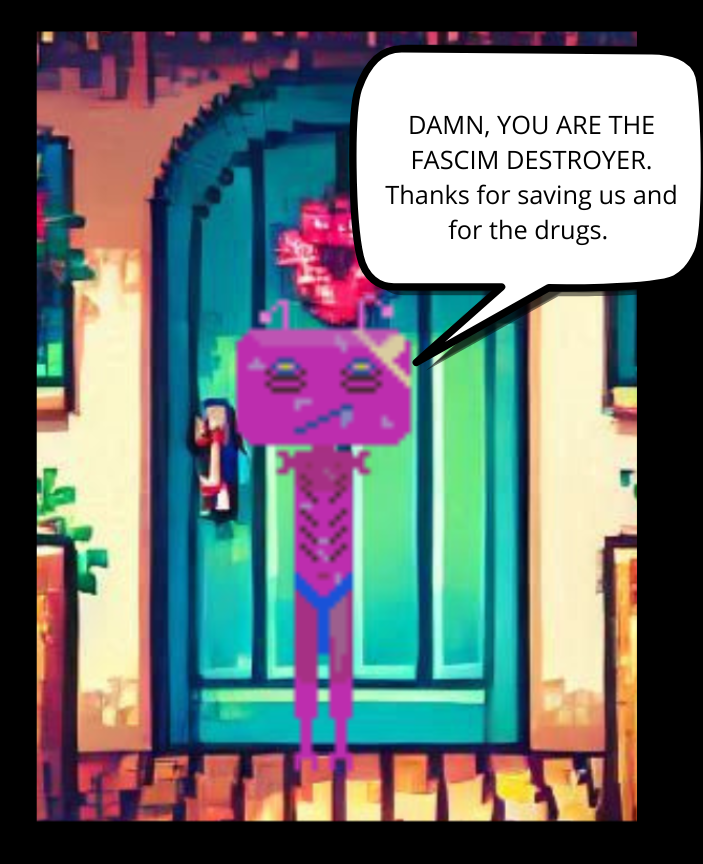 DAMN, YOU ARE THE
FASCIM DESTROYER.
Thanks for saving us and
for the drugs.